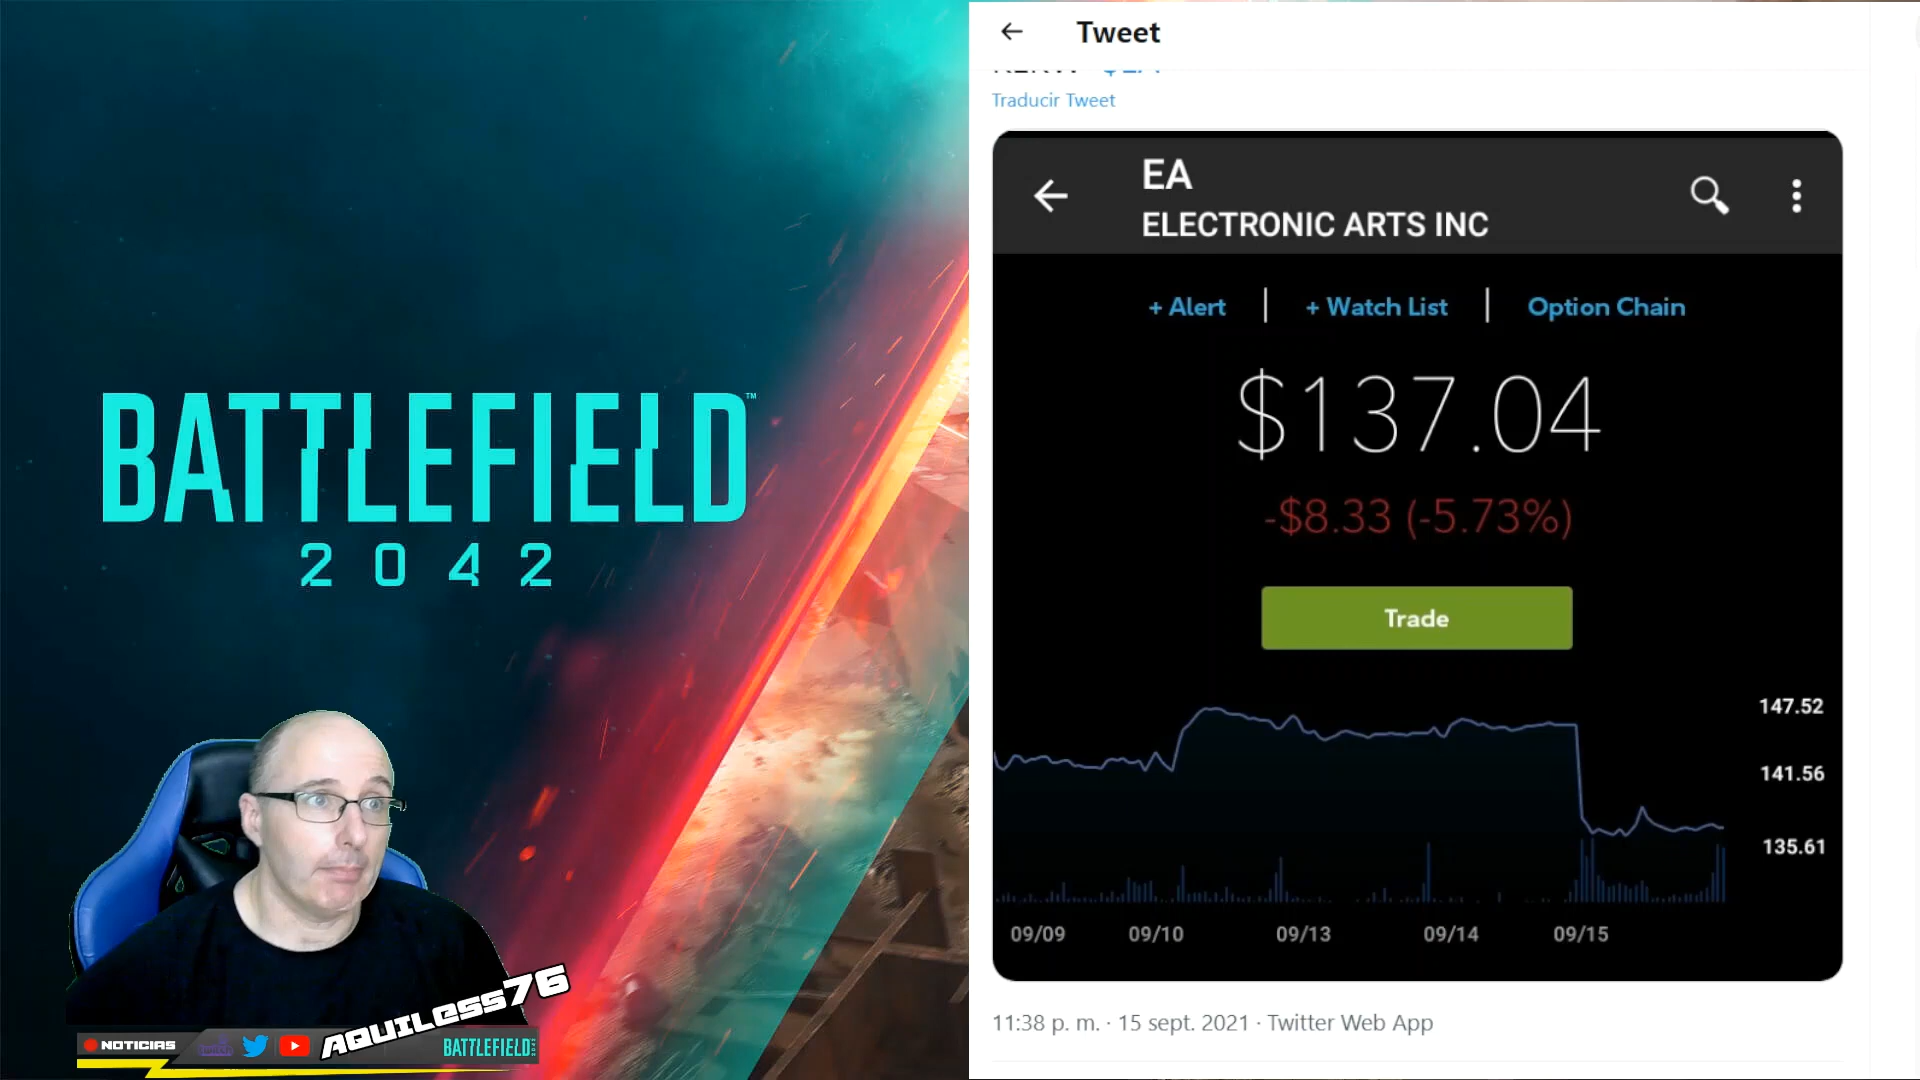 BATTLEFIELD™
2042
NOTICIAS
AQUILESS76
BATTLEFIELD
Tweet
Traducir Tweet
EA
ELECTRONIC ARTS INC
+ Alert | + Watch List | Option Chain
$137.04
-$8.33 (-5.73%)
Trade
147.52
141.56
135.61
09/09 09/10 09/13 09/14 09/15
11:38 p. m. · 15 sept. 2021 · Twitter Web App